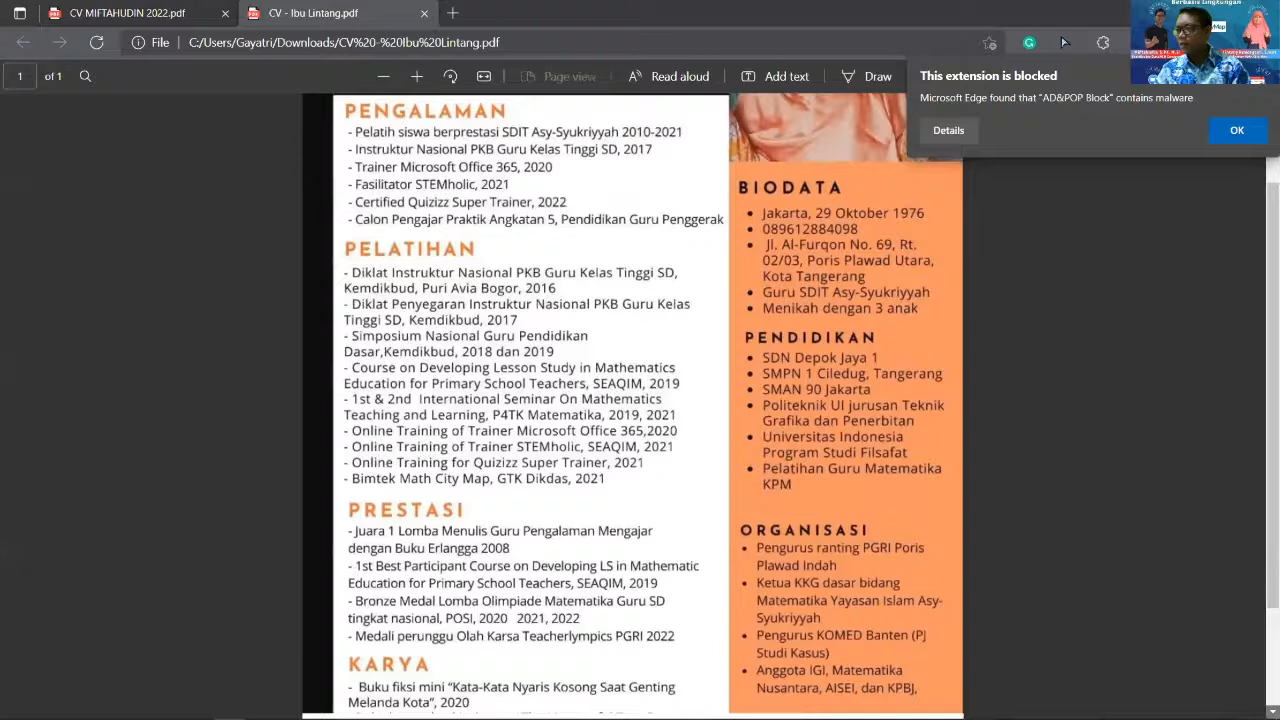 CV MIFTAHUDIN 2022.pdf
CV - Ibu Lintang.pdf
File
C:/Users/Gayatri/Downloads/CV%20-%20Ibu%20Lintang.pdf
1 of 1
Page view
Read aloud
Add text
Draw
Berbasis Lingkungan
This extension is blocked
Microsoft Edge found that "AD&POP Block" contains malware
Details
OK
PENGALAMAN
- Pelatih siswa berprestasi SDIT Asy-Syukriyyah 2010-2021
- Instruktur Nasional PKB Guru Kelas Tinggi SD, 2017
- Trainer Microsoft Office 365, 2020
- Fasilitator STEMholic, 2021
- Certified Quizizz Super Trainer, 2022
- Calon Pengajar Praktik Angkatan 5, Pendidikan Guru Penggerak
PELATIHAN
- Diklat Instruktur Nasional PKB Guru Kelas Tinggi SD,
Kemdikbud, Puri Avia Bogor, 2016
- Diklat Penyegaran Instruktur Nasional PKB Guru Kelas
Tinggi SD, Kemdikbud, 2017
- Simposium Nasional Guru Pendidikan
Dasar,Kemdikbud, 2018 dan 2019
- Course on Developing Lesson Study in Mathematics
Education for Primary School Teachers, SEAQIM, 2019
- 1st & 2nd International Seminar On Mathematics
Teaching and Learning, P4TK Matematika, 2019, 2021
- Online Training of Trainer Microsoft Office 365,2020
- Online Training of Trainer STEMholic, SEAQIM, 2021
- Online Training for Quizizz Super Trainer, 2021
- Bimtek Math City Map, GTK Dikdas, 2021
PRESTASI
- Juara 1 Lomba Menulis Guru Pengalaman Mengajar
dengan Buku Erlangga 2008
- 1st Best Participant Course on Developing LS in Mathematic
Education for Primary School Teachers, SEAQIM, 2019
- Bronze Medal Lomba Olimpiade Matematika Guru SD
tingkat nasional, POSI, 2020 2021, 2022
- Medali perunggu Olah Karsa Teacherlympics PGRI 2022
KARYA
- Buku fiksi mini “Kata-Kata Nyaris Kosong Saat Genting
Melanda Kota”, 2020
BIODATA
• Jakarta, 29 Oktober 1976
• 089612884098
• Jl. Al-Furqon No. 69, Rt.
02/03, Poris Plawad Utara,
Kota Tangerang
• Guru SDIT Asy-Syukriyyah
• Menikah dengan 3 anak
PENDIDIKAN
• SDN Depok Jaya 1
• SMPN 1 Ciledug, Tangerang
• SMAN 90 Jakarta
• Politeknik UI jurusan Teknik
Grafika dan Penerbitan
• Universitas Indonesia
Program Studi Filsafat
• Pelatihan Guru Matematika
KPM
ORGANISASI
• Pengurus ranting PGRI Poris
Plawad Indah
• Ketua KKG dasar bidang
Matematika Yayasan Islam Asy-
Syukriyyah
• Pengurus KOMED Banten (PJ
Studi Kasus)
• Anggota IGI, Matematika
Nusantara, AISEI, dan KPBJ,